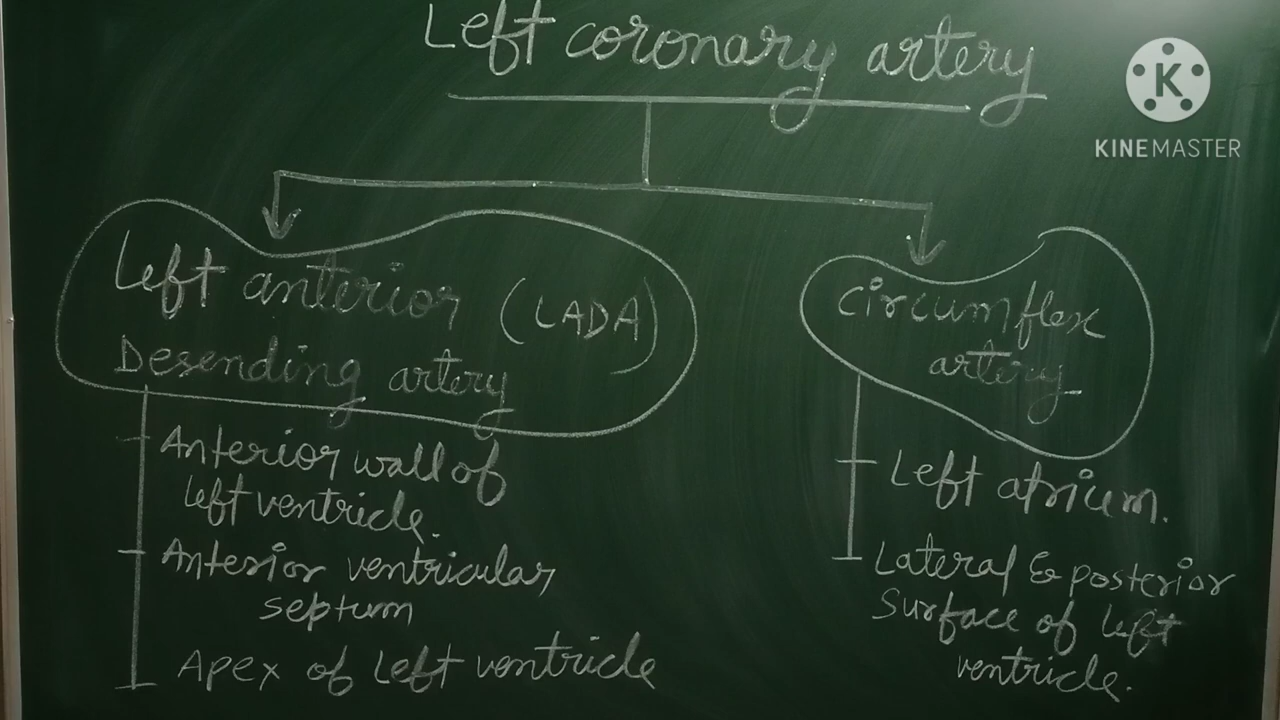 Left coronary artery
K
KINEMASTER
Left anterior (LADA)
Desending artery
Anterior wall of
left ventricle.
Anterior ventricular
septum
Apex of Left ventricle
Circumflex
artery
Left atrium.
Lateral & posterior
Surface of left
ventricle.